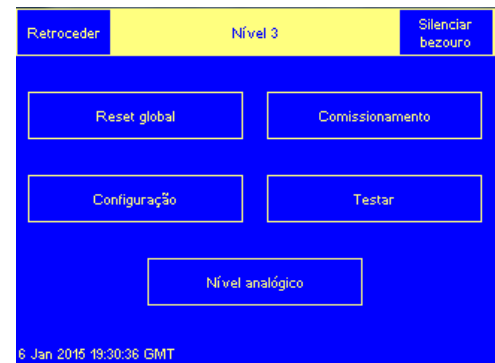 Retroceder
Nível 3
Silenciar
bezouro
Reset global
Comissionamento
Configuração
Testar
Nível analógico
6 Jan 2015 19:30:36 GMT